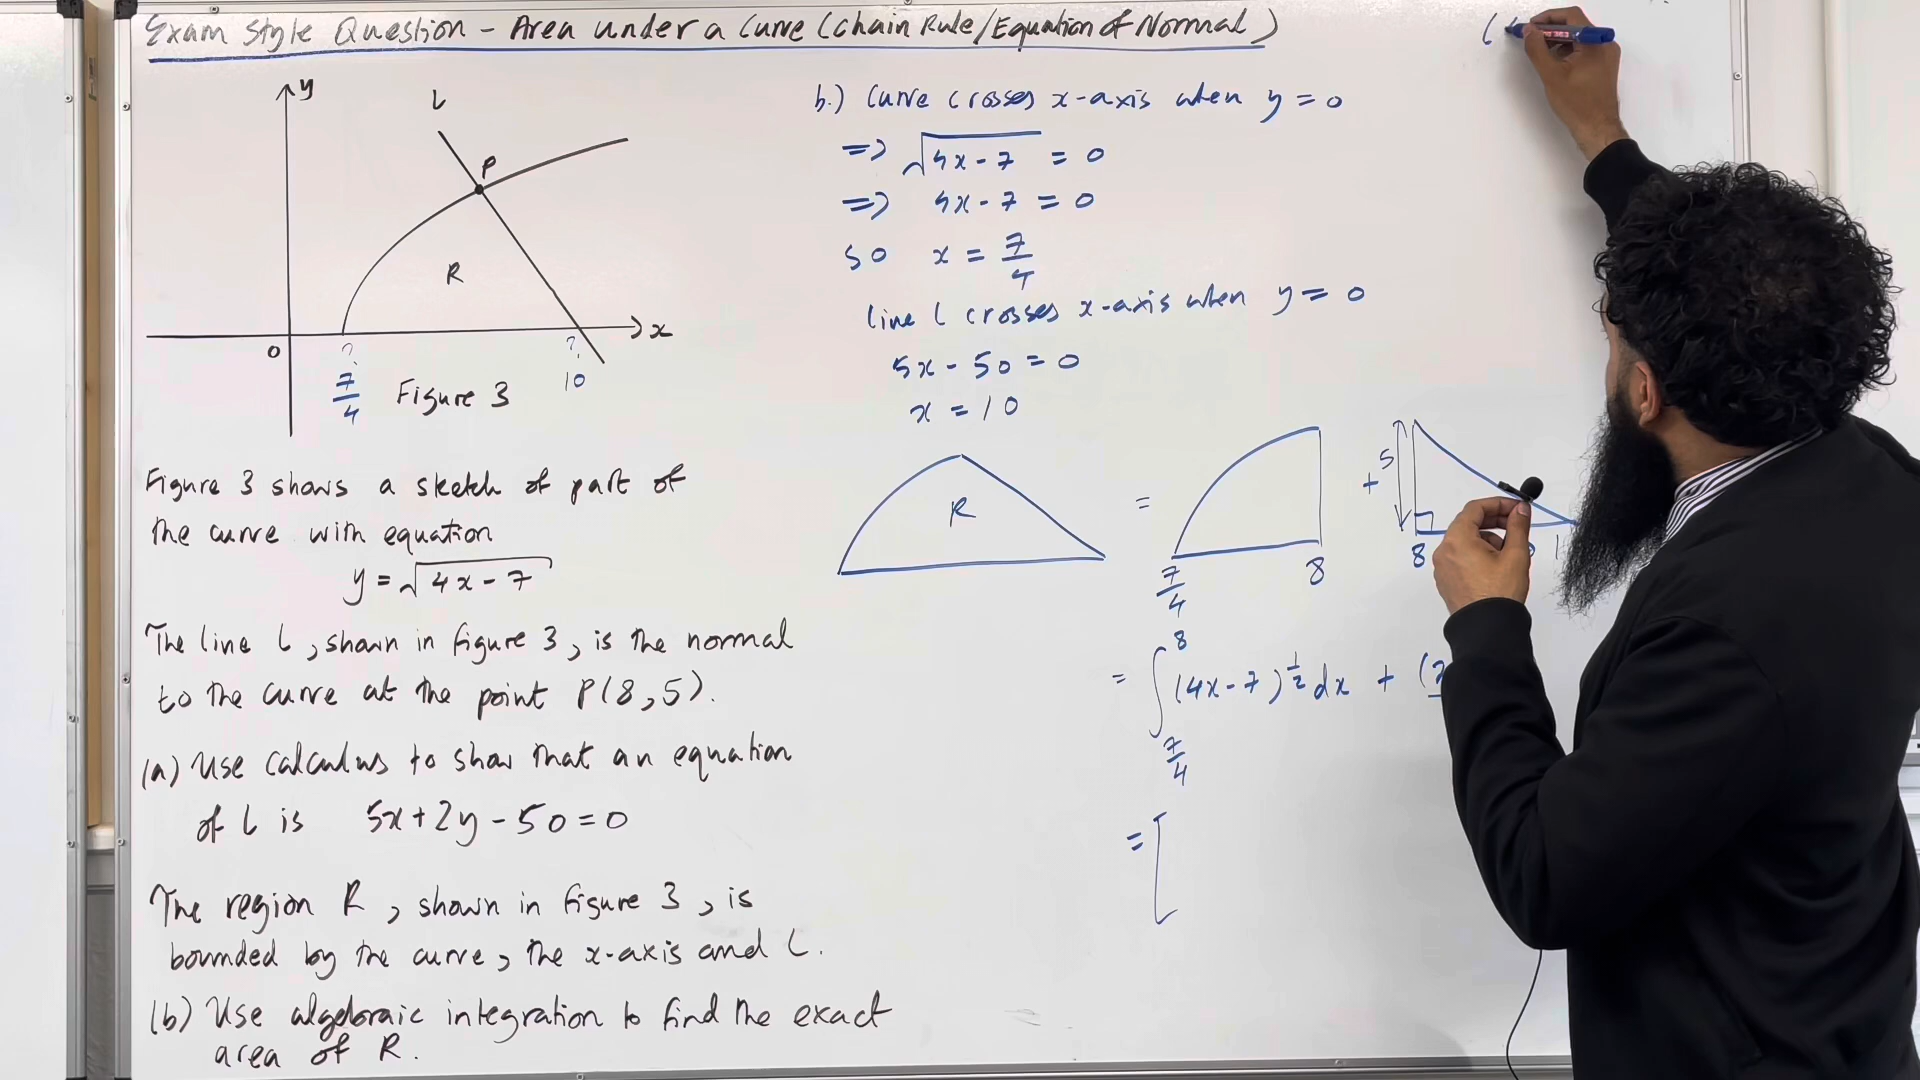 Exam Style Question - Area under a Curve (Chain Rule/Equation of Normal)
y
L
P
R
0
x
? ?
7/4 10
Figure 3
Figure 3 shows a sketch of part of
the curve with equation
y = √(4x - 7)
The line L, shown in figure 3, is the normal
to the curve at the point P(8,5).
(a) Use calculus to show that an equation
of L is 5x+2y-50=0
The region R, shown in figure 3, is
bounded by the curve, the x-axis and L.
(b) Use algebraic integration to find the exact
area of R.
b.) Curve crosses x-axis when y = 0
=> √(4x - 7) = 0
=> 4x - 7 = 0
so x = 7/4
line L crosses x-axis when y = 0
5x - 50 = 0
x = 10
R = + 5
7/4 8 8
= ∫ 8 7/4 (4x-7)^1/2 dx + (2
= [
(